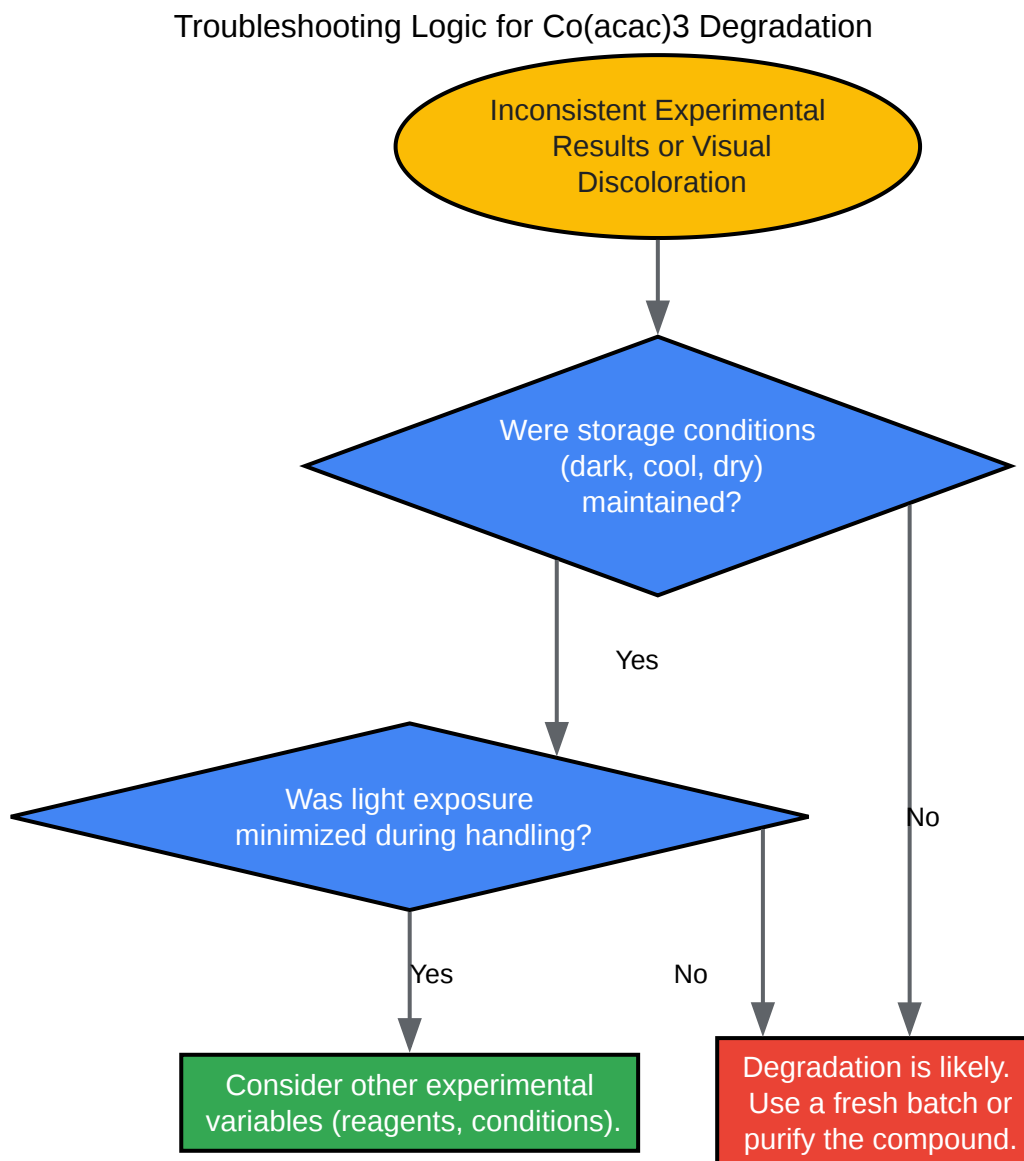 Troubleshooting Logic for Co(acac)3 Degradation
Inconsistent Experimental
Results or Visual
Discoloration
Were storage conditions
(dark, cool, dry)
maintained?
Yes
Was light exposure
minimized during handling?
No
Yes
No
Consider other experimental
variables (reagents, conditions).
Degradation is likely.
Use a fresh batch or
purify the compound.